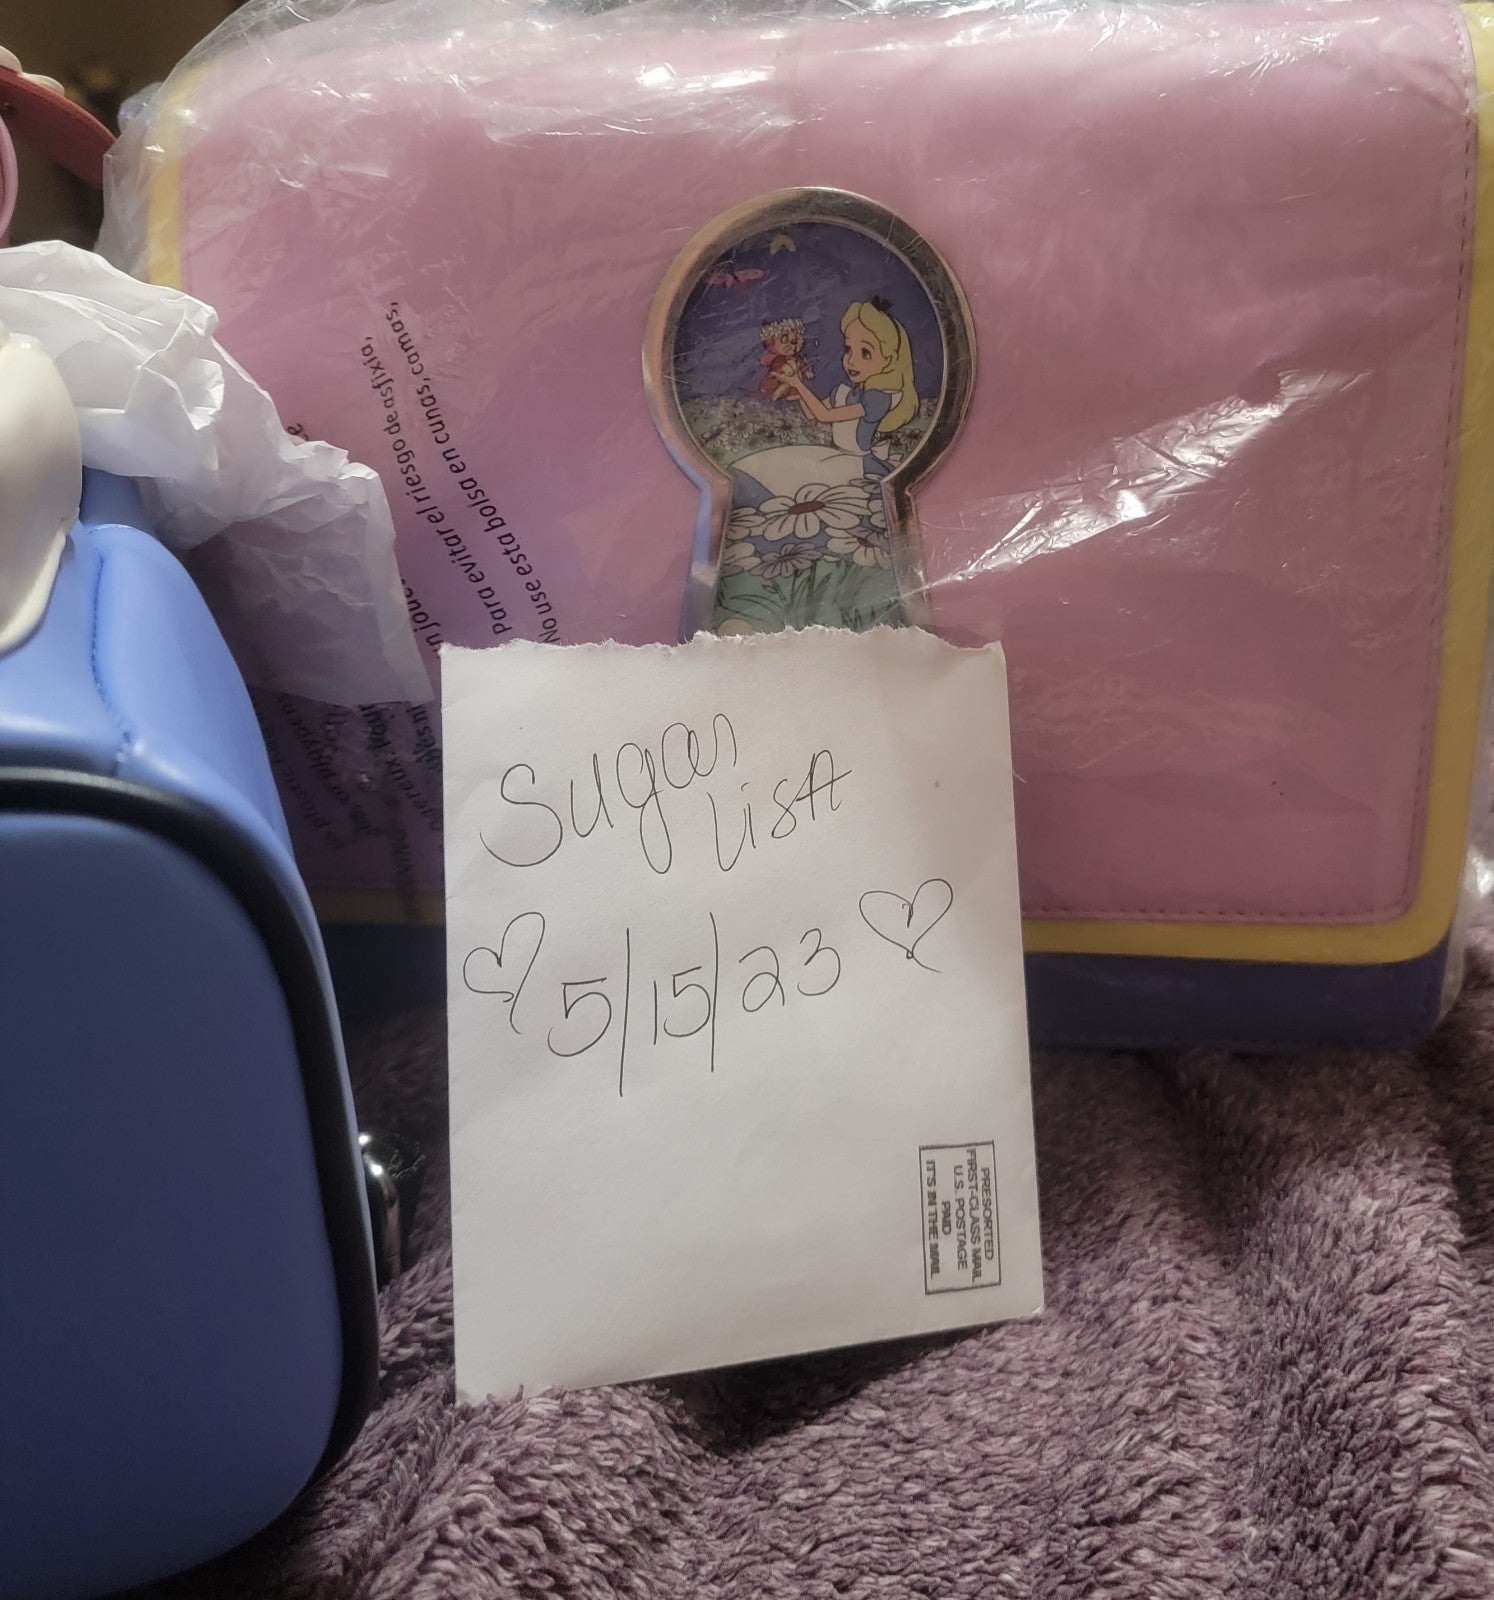 Para evitar el riesgo de asfixia,
No use esta bolsa en cunas, camas,
Sugar
LisA
5/15/23
PRESORTED
FIRST-CLASS MAIL
U.S. POSTAGE
PAID
IT'S IN THE MAIL